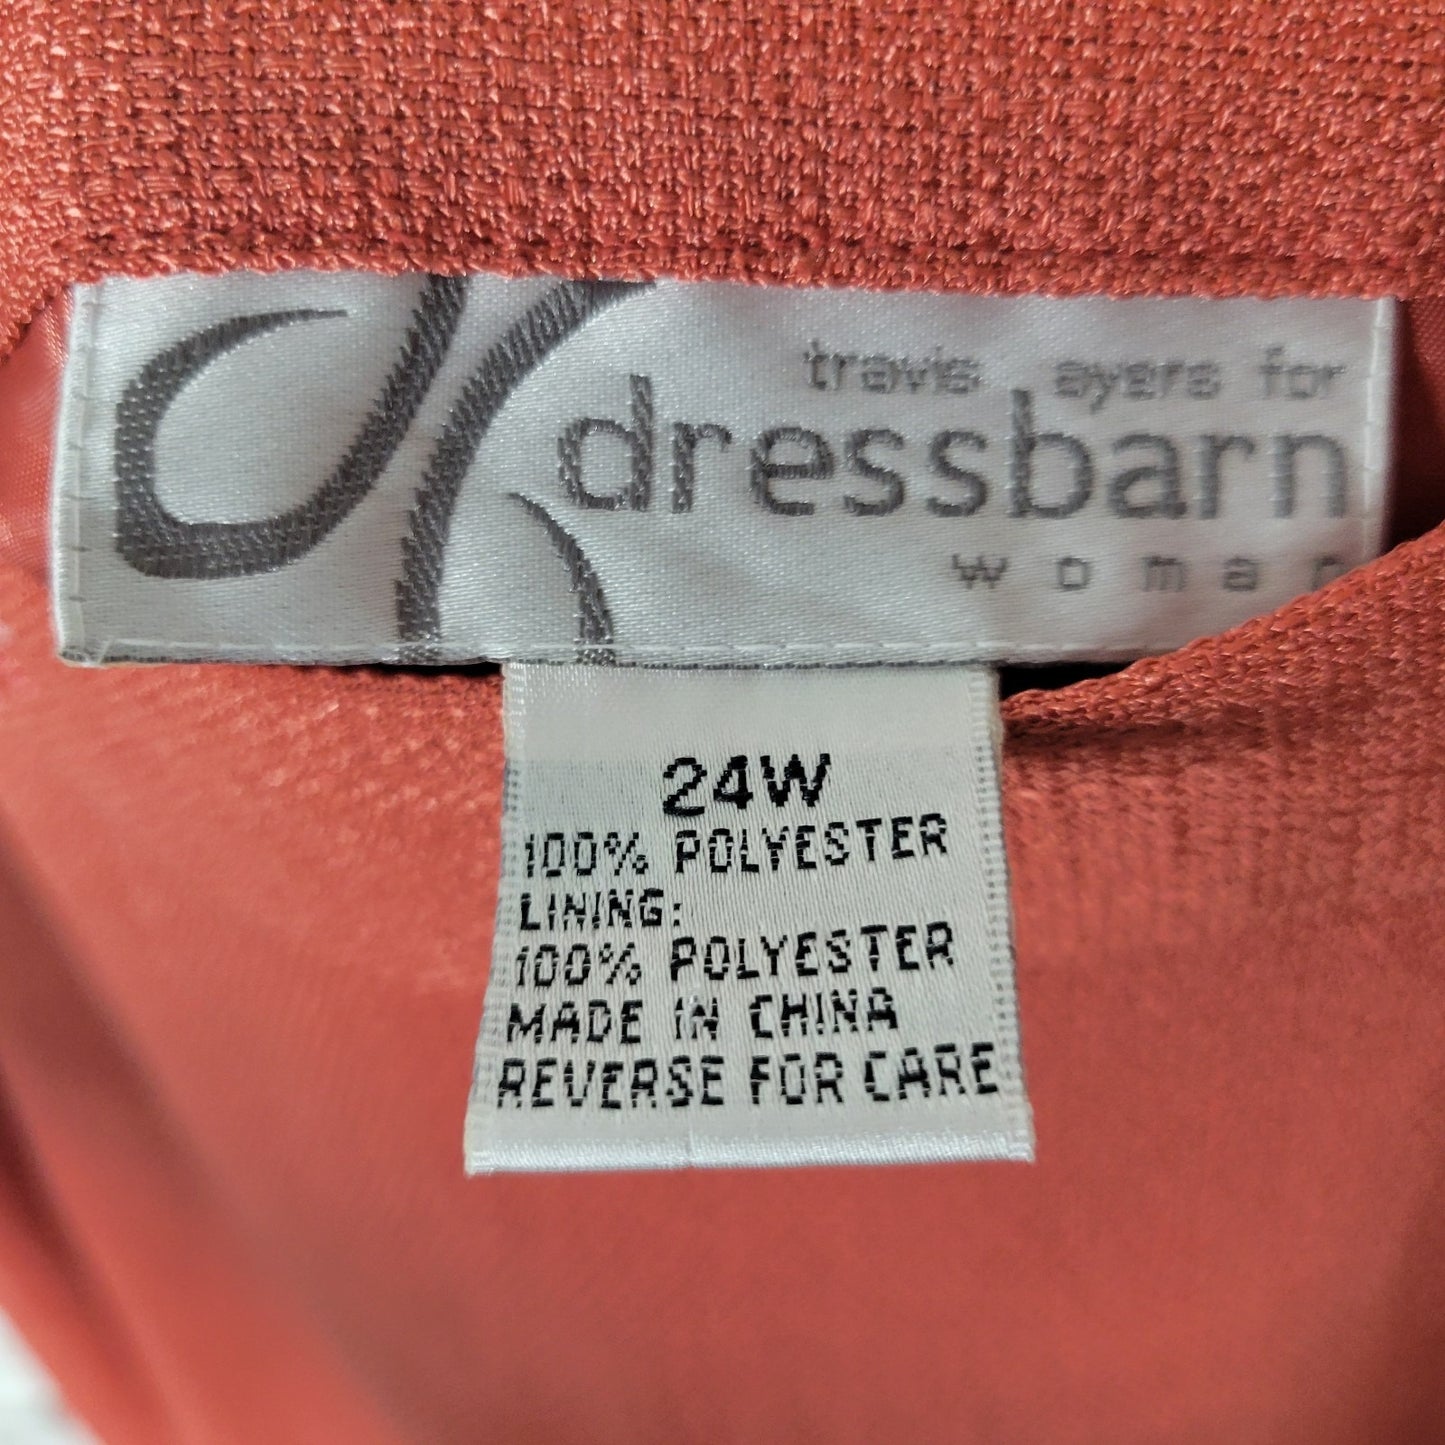 travis ayers for
dressbarn
woman
24W
100% POLYESTER
LINING:
100% POLYESTER
MADE IN CHINA
REVERSE FOR CARE